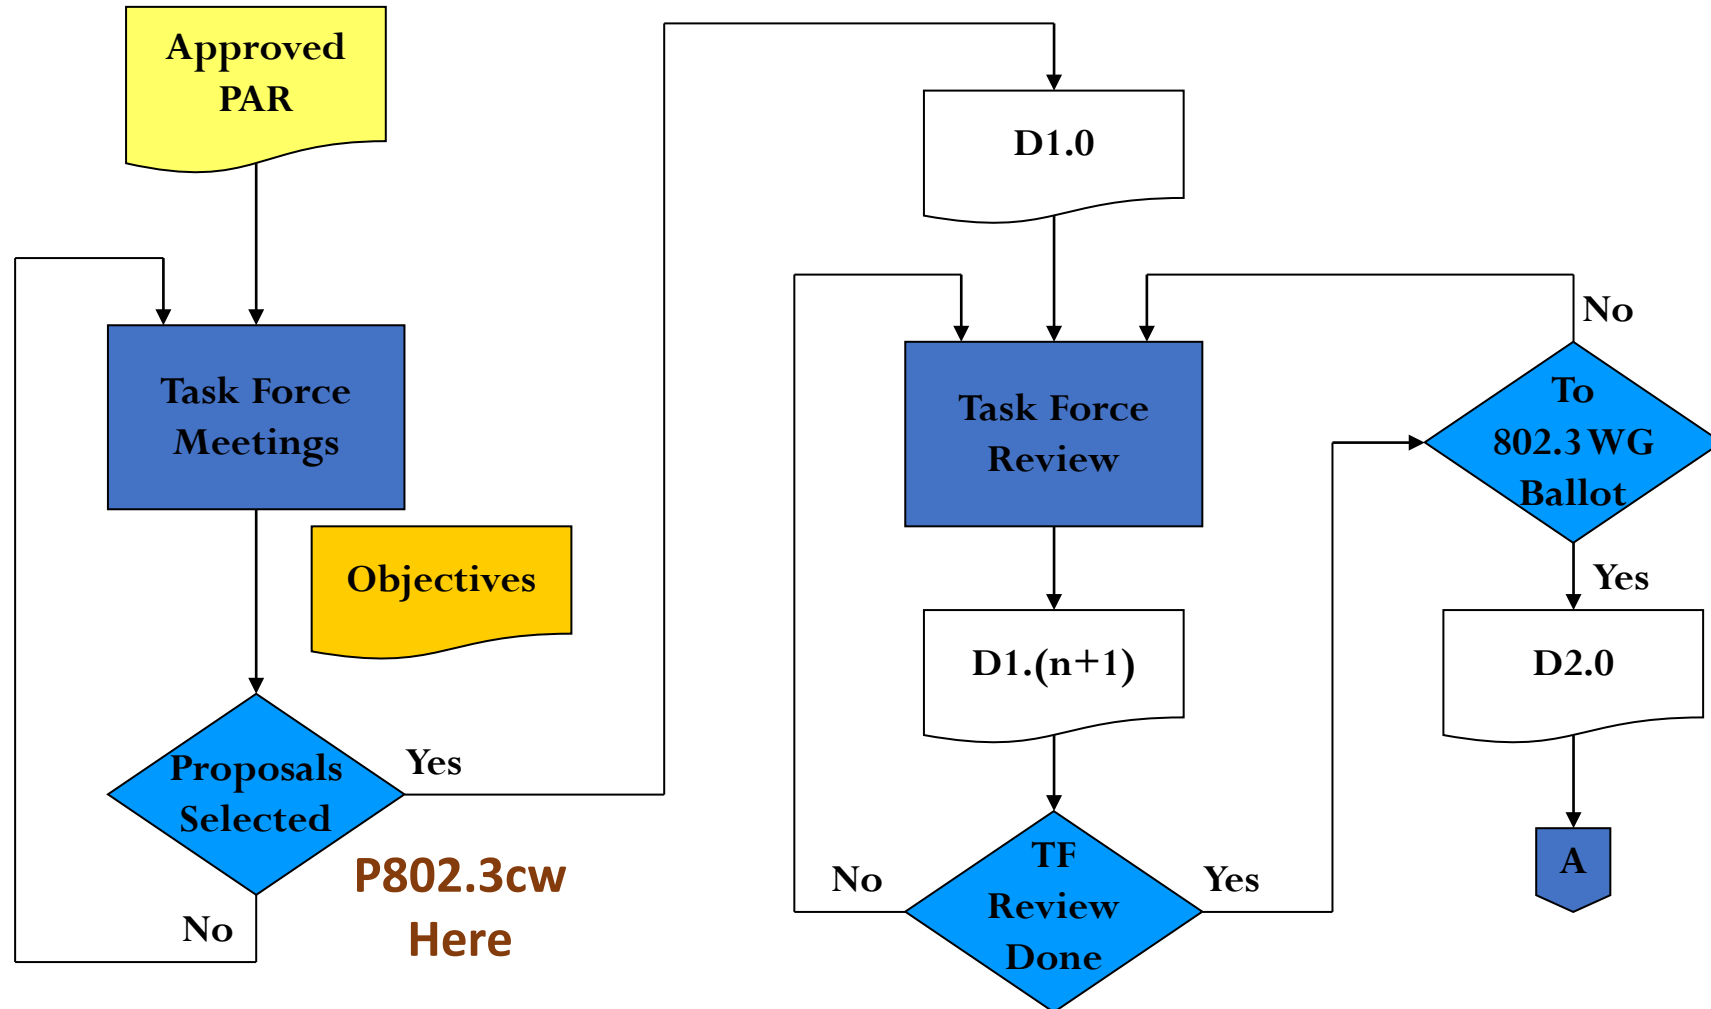 Approved
PAR
Task Force
Meetings
Objectives
Proposals
Selected
Yes
No
P802.3cw
Here
D1.0
Task Force
Review
D1.(n+1)
TF
Review
Done
No
Yes
To
802.3 WG
Ballot
No
Yes
D2.0
A